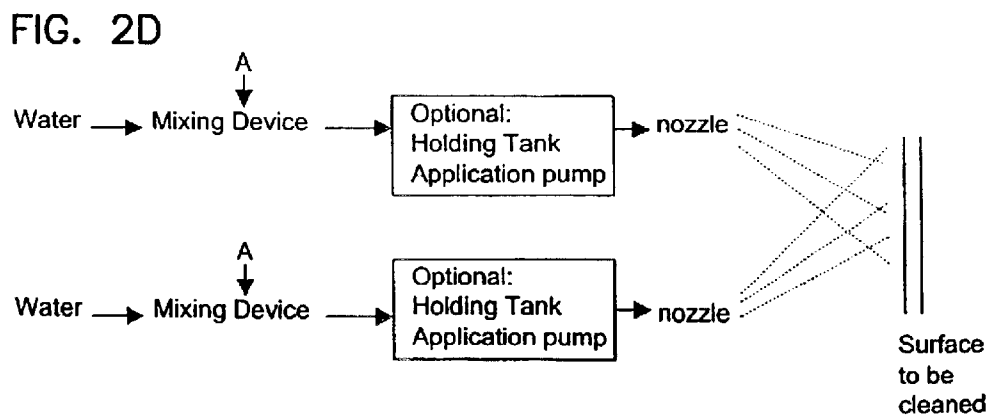 FIG. 2D
A
Water Mixing Device
Optional:
Holding Tank
Application pump
nozzle
A
Water Mixing Device
Optional:
Holding Tank
Application pump
nozzle
Surface
to be
cleaned